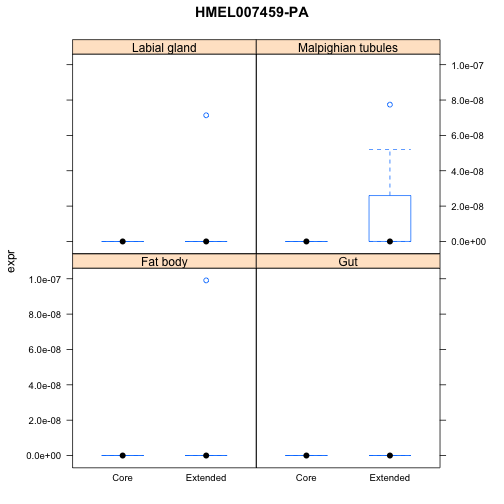 HMEL007459-PA
Labial gland
Malpighian tubules
1.0e-07
8.0e-08
6.0e-08
4.0e-08
2.0e-08
0.0e+00
expr
Fat body
Gut
1.0e-07
8.0e-08
6.0e-08
4.0e-08
2.0e-08
0.0e+00
Core
Extended
Core
Extended